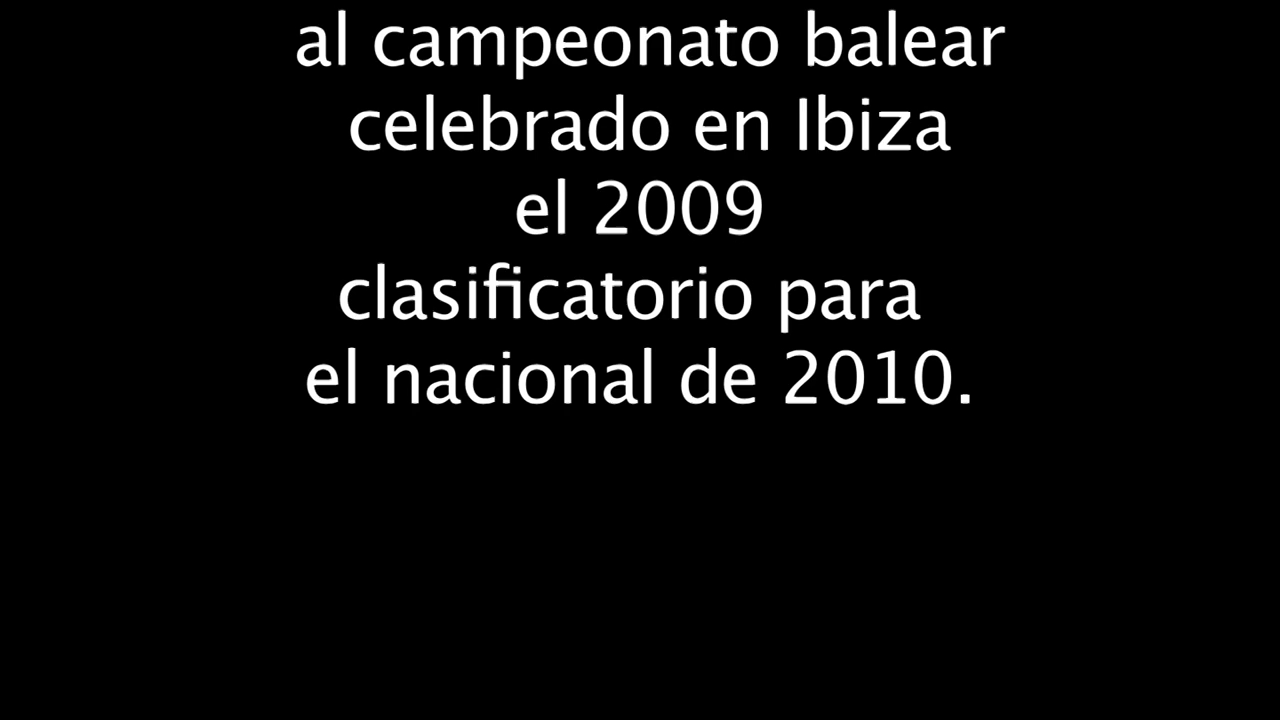 al campeonato balear
celebrado en Ibiza
el 2009
clasificatorio para
el nacional de 2010.